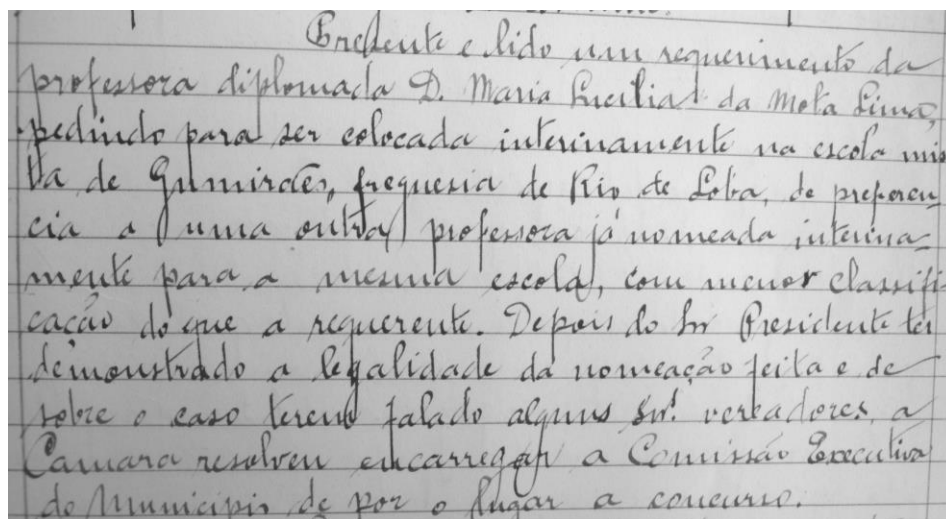 Presente e lido um requerimento da
professora diplomada D. Maria Lucilia da Mota Lima,
pedindo para ser colocada interinamente na escola mis
ta de Gumirães, freguesia de Rio de Loba, de preferen
cia a uma outra professora já nomeada interina-
mente para a mesma escola, com menor classifi-
cação do que a requerente. Depois do Snr Presidente ter
demonstrado a legalidade da nomeação feita e de
sobre o caso terem falado alguns Snrs. vereadores, a
Camara resolveu encarregar a Comissão Executiva
do Municipio de por o lugar a concurso.